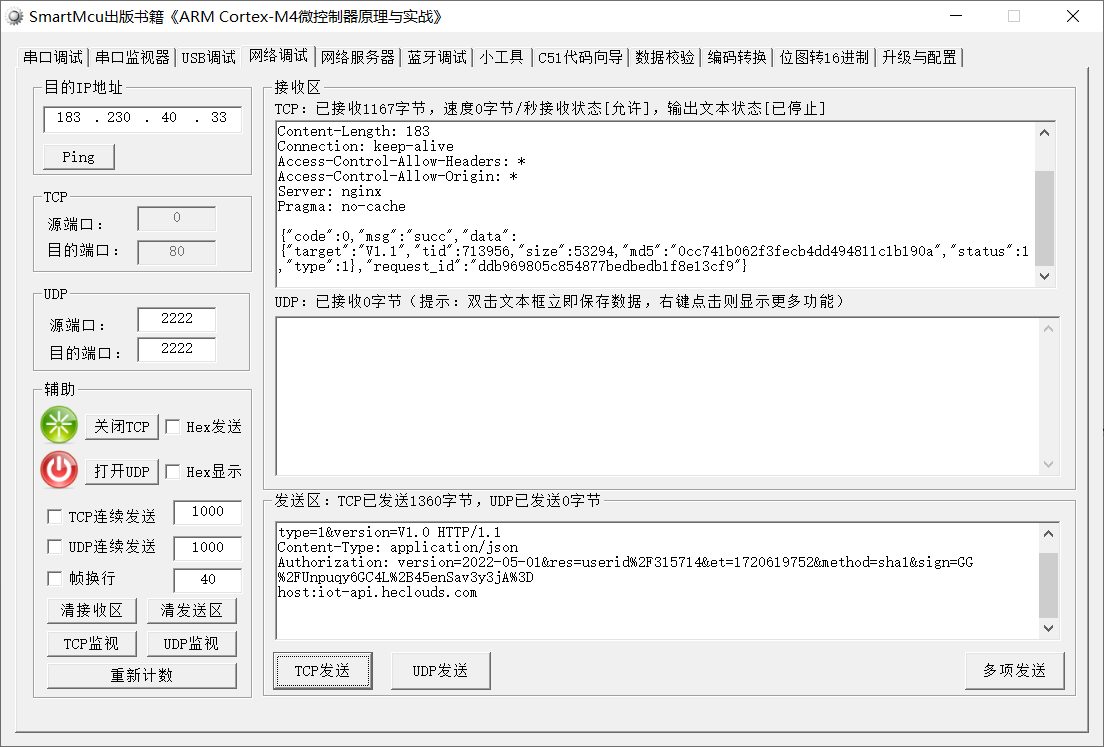 SmartMcu出版书籍《ARM Cortex-M4微控制器原理与实战》
串口调试 串口监视器 USB调试 网络调试 网络服务器 蓝牙调试 小工具 C51代码向导 数据校验 编码转换 位图转16进制 升级与配置
目的IP地址
183 . 230 . 40 . 33
Ping
TCP
源端口: 0
目的端口: 80
UDP
源端口: 2222
目的端口: 2222
辅助
关闭TCP Hex发送
打开UDP Hex显示
TCP连续发送 1000
UDP连续发送 1000
帧换行 40
清接收区 清发送区
TCP监视 UDP监视
重新计数
接收区
TCP: 已接收1167字节, 速度0字节/秒接收状态[允许], 输出文本状态[已停止]
Content-Length: 183
Connection: keep-alive
Access-Control-Allow-Headers: *
Access-Control-Allow-Origin: *
Server: nginx
Pragma: no-cache
{"code":0,"msg":"succ","data":
{"target":"V1.1","tid":713956,"size":53294,"md5":"0cc741b062f3fecb4dd494811c1b190a","status":1
,"type":1},"request_id":"ddb969805c854877bedbedb1f8e13cf9"}
UDP: 已接收0字节 (提示: 双击文本框立即保存数据, 右键点击则显示更多功能)
发送区: TCP已发送1360字节, UDP已发送0字节
type=1&version=V1.0 HTTP/1.1
Content-Type: application/json
Authorization: version=2022-05-01&res=userid%2F315714&et=1720619752&method=sha1&sign=GG
%2FUnpuqy6GC4L%2B45enSav3y3jA%3D
host:iot-api.heclouds.com
TCP发送 UDP发送 多项发送